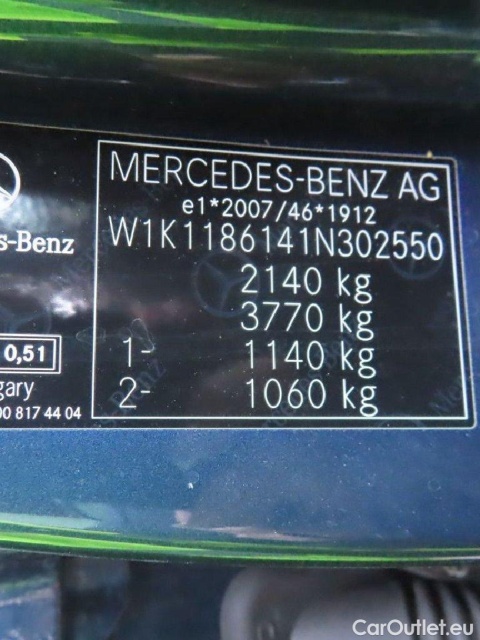 MERCEDES-BENZ AG
e1*2007/46*1912
W1K1186141N302550
2140 kg
3770 kg
1- 1140 kg
2- 1060 kg
s-Benz
0,51
gary
00 817 44 04
CarOutlet.eu